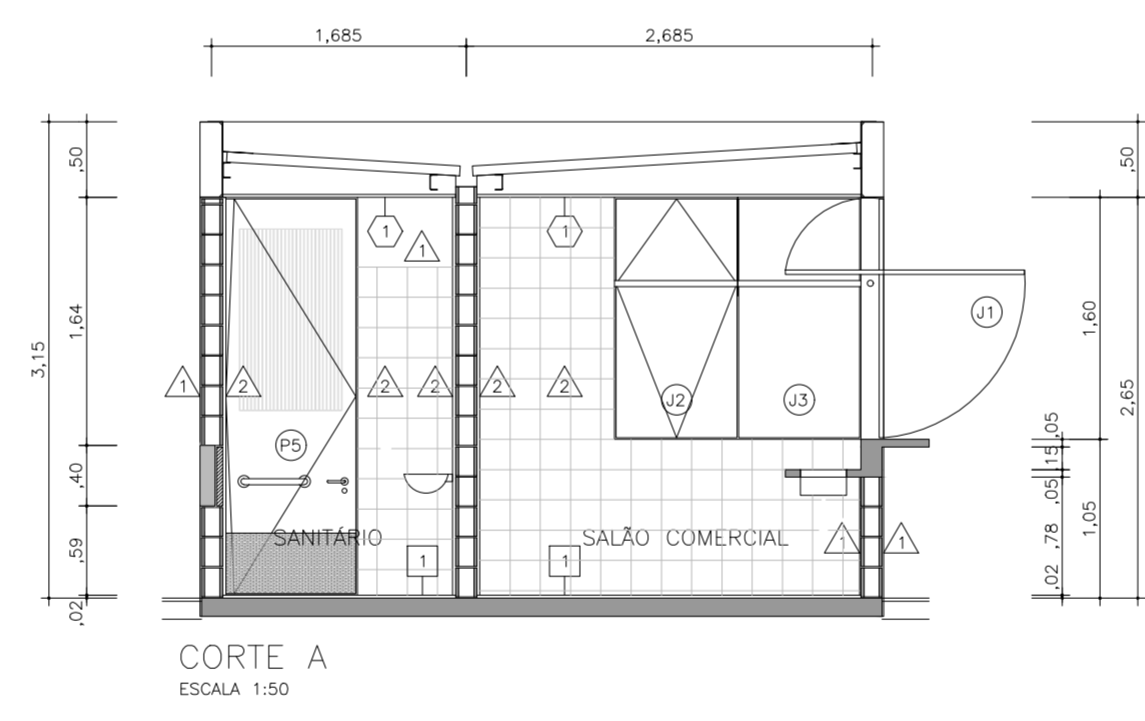 1,685 2,685
,50 ,50
1 1
1
3,15 1,64 J1 1,60
1 2 2 2 2 2 2,65
J2 J3
P5 ,05
,40 ,15
,05
SANITÁRIO SALÃO COMERCIAL 1 1 1,05
,59 1 1 ,78
,02 ,02
CORTE A
ESCALA 1:50